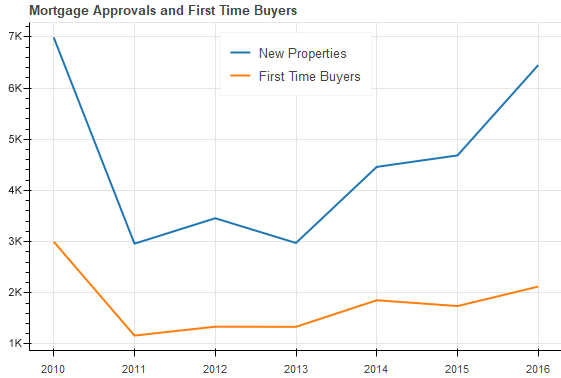 Mortgage Approvals and First Time Buyers
New Properties
First Time Buyers
7K
6K
5K
4K
3K
2K
1K
2010 2011 2012 2013 2014 2015 2016